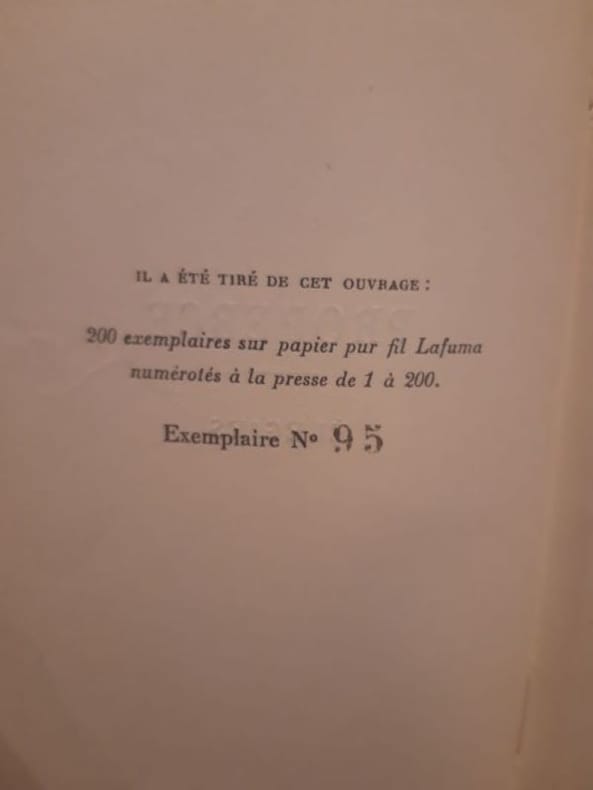 IL A ÉTÉ TIRÉ DE CET OUVRAGE :
200 exemplaires sur papier pur fil Lafuma
numérotés à la presse de 1 à 200.
Exemplaire Nº 95